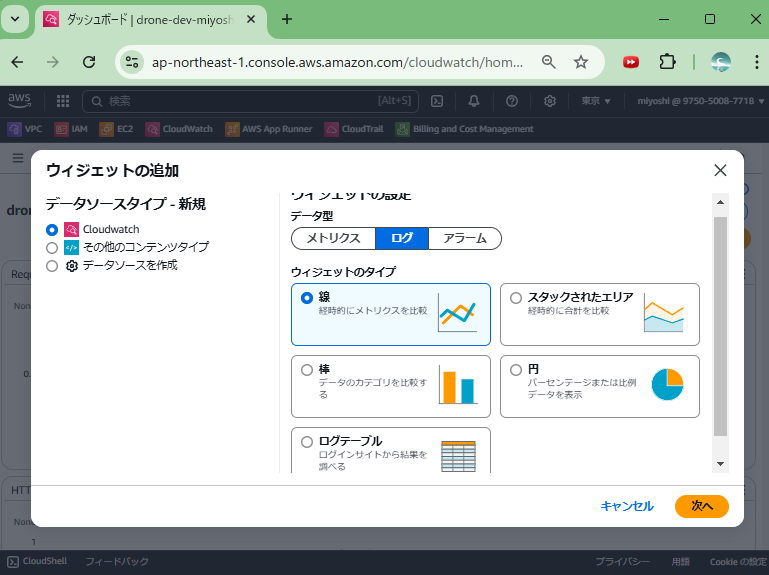 ダッシュボード | drone-dev-miyosh
ap-northeast-1.console.aws.amazon.com/cloudwatch/hom...
aws
検索
[Alt+S]
東京
miyoshi @ 9750-5008-7718
VPC
IAM
EC2
CloudWatch
AWS App Runner
CloudTrail
Billing and Cost Management
ウィジェットの追加
データソースタイプ - 新規
Cloudwatch
その他のコンテンツタイプ
データソースを作成
ウィジェットの設定
データ型
メトリクス
ログ
アラーム
ウィジェットのタイプ
線
経時的にメトリクスを比較
スタックされたエリア
経時的に合計を比較
棒
データのカテゴリを比較す
る
円
パーセンテージまたは比例
データを表示
ログテーブル
ログインサイトから結果を
調べる
キャンセル
次へ
dron
Requ
Non
0.
HTT
Non
1
CloudShell
フィードバック
プライバシー
用語
Cookie の設定